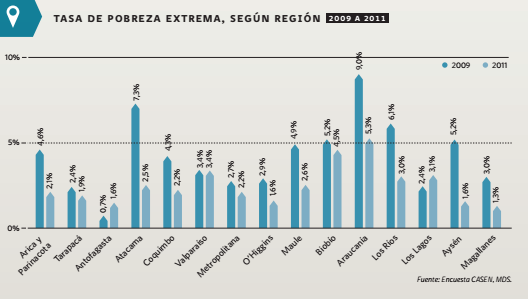 TASA DE POBREZA EXTREMA, SEGÚN REGIÓN 2009 A 2011
10%
2009 2011
5%
0%
4,6% 2,1% 2,4% 1,9% 0,7% 1,6% 7,3% 2,5% 4,3% 2,2% 3,4% 3,4% 2,7% 2,2% 2,9% 1,6% 4,9% 2,6% 5,2% 4,5% 9,0% 5,3% 6,1% 3,0% 2,4% 3,1% 5,2% 1,6% 3,0% 1,3%
Arica y
Parinacota
Tarapacá
Antofagasta
Atacama
Coquimbo
Valparaíso
Metropolitana
O'Higgins
Maule
Biobío
Araucanía
Los Ríos
Los Lagos
Aysén
Magallanes
Fuente: Encuesta CASEN, MDS.